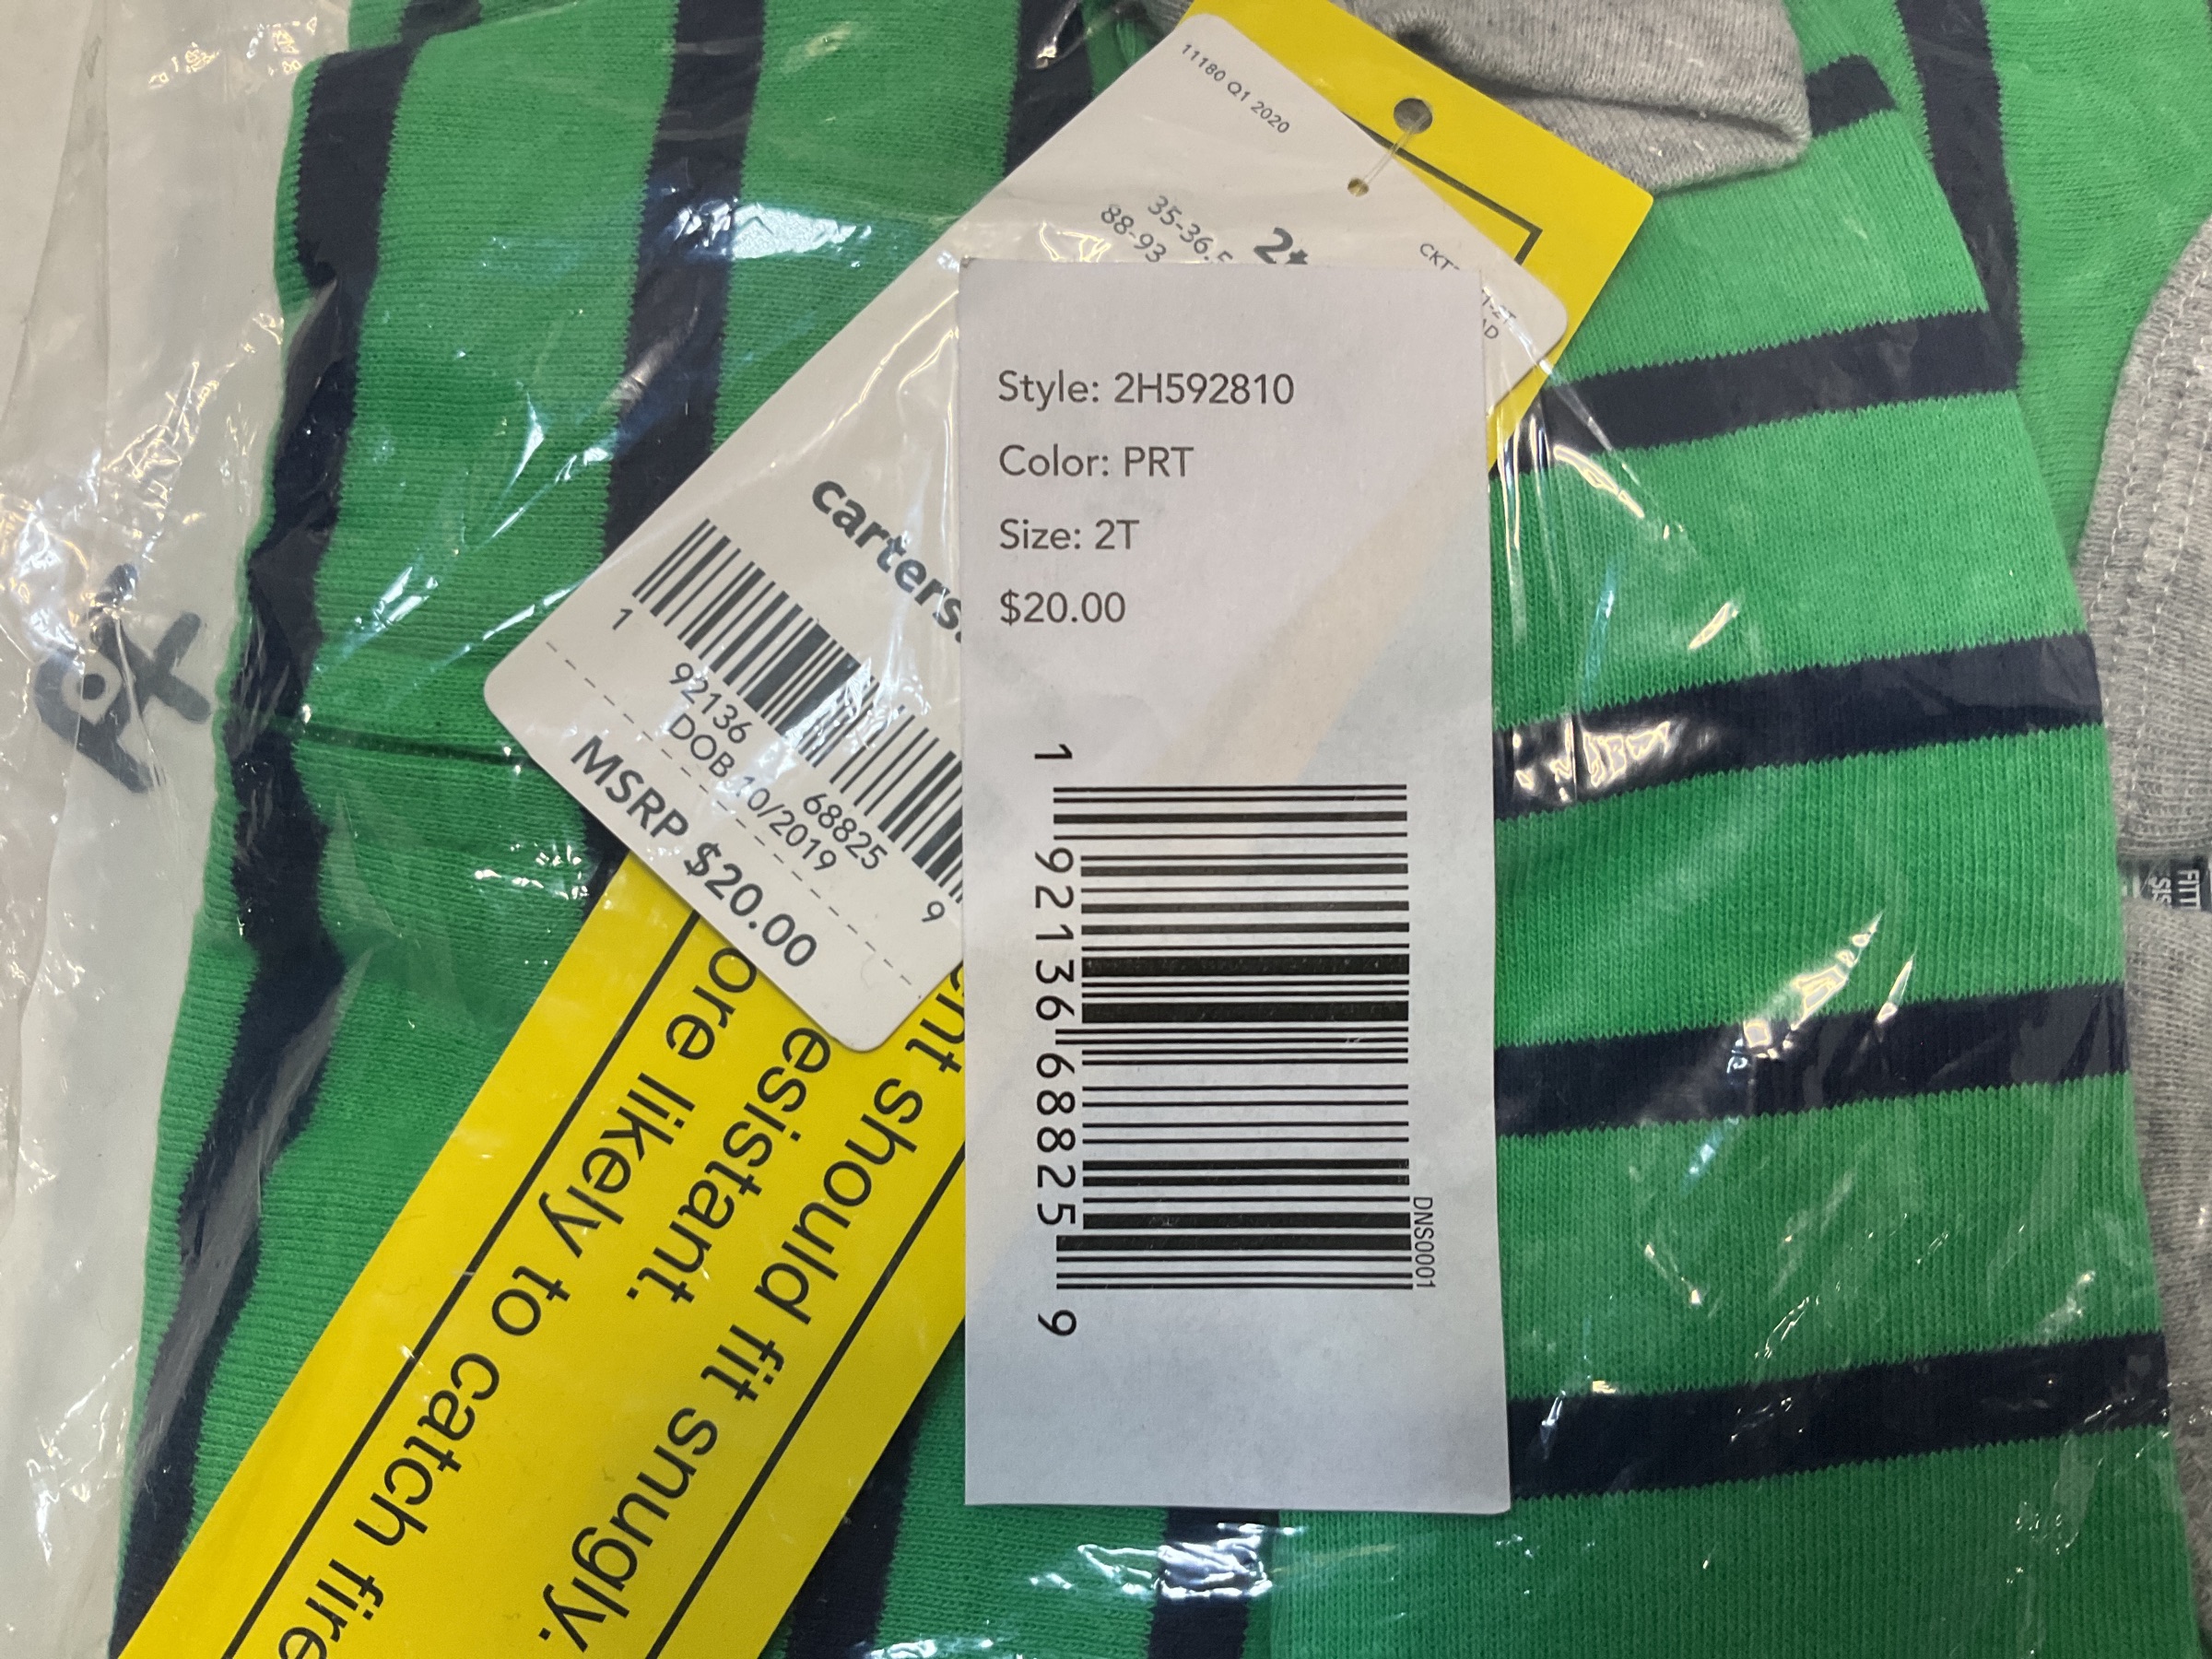 11180 Q1 2020
35-36.5
88-93
2t
Style: 2H592810
Color: PRT
Size: 2T
$20.00
1 92136 68825 9
DNS0001
carters.
1 92136 68825 9
DOB 10/2019
MSRP $20.00
should fit snugly.
likely to catch fire